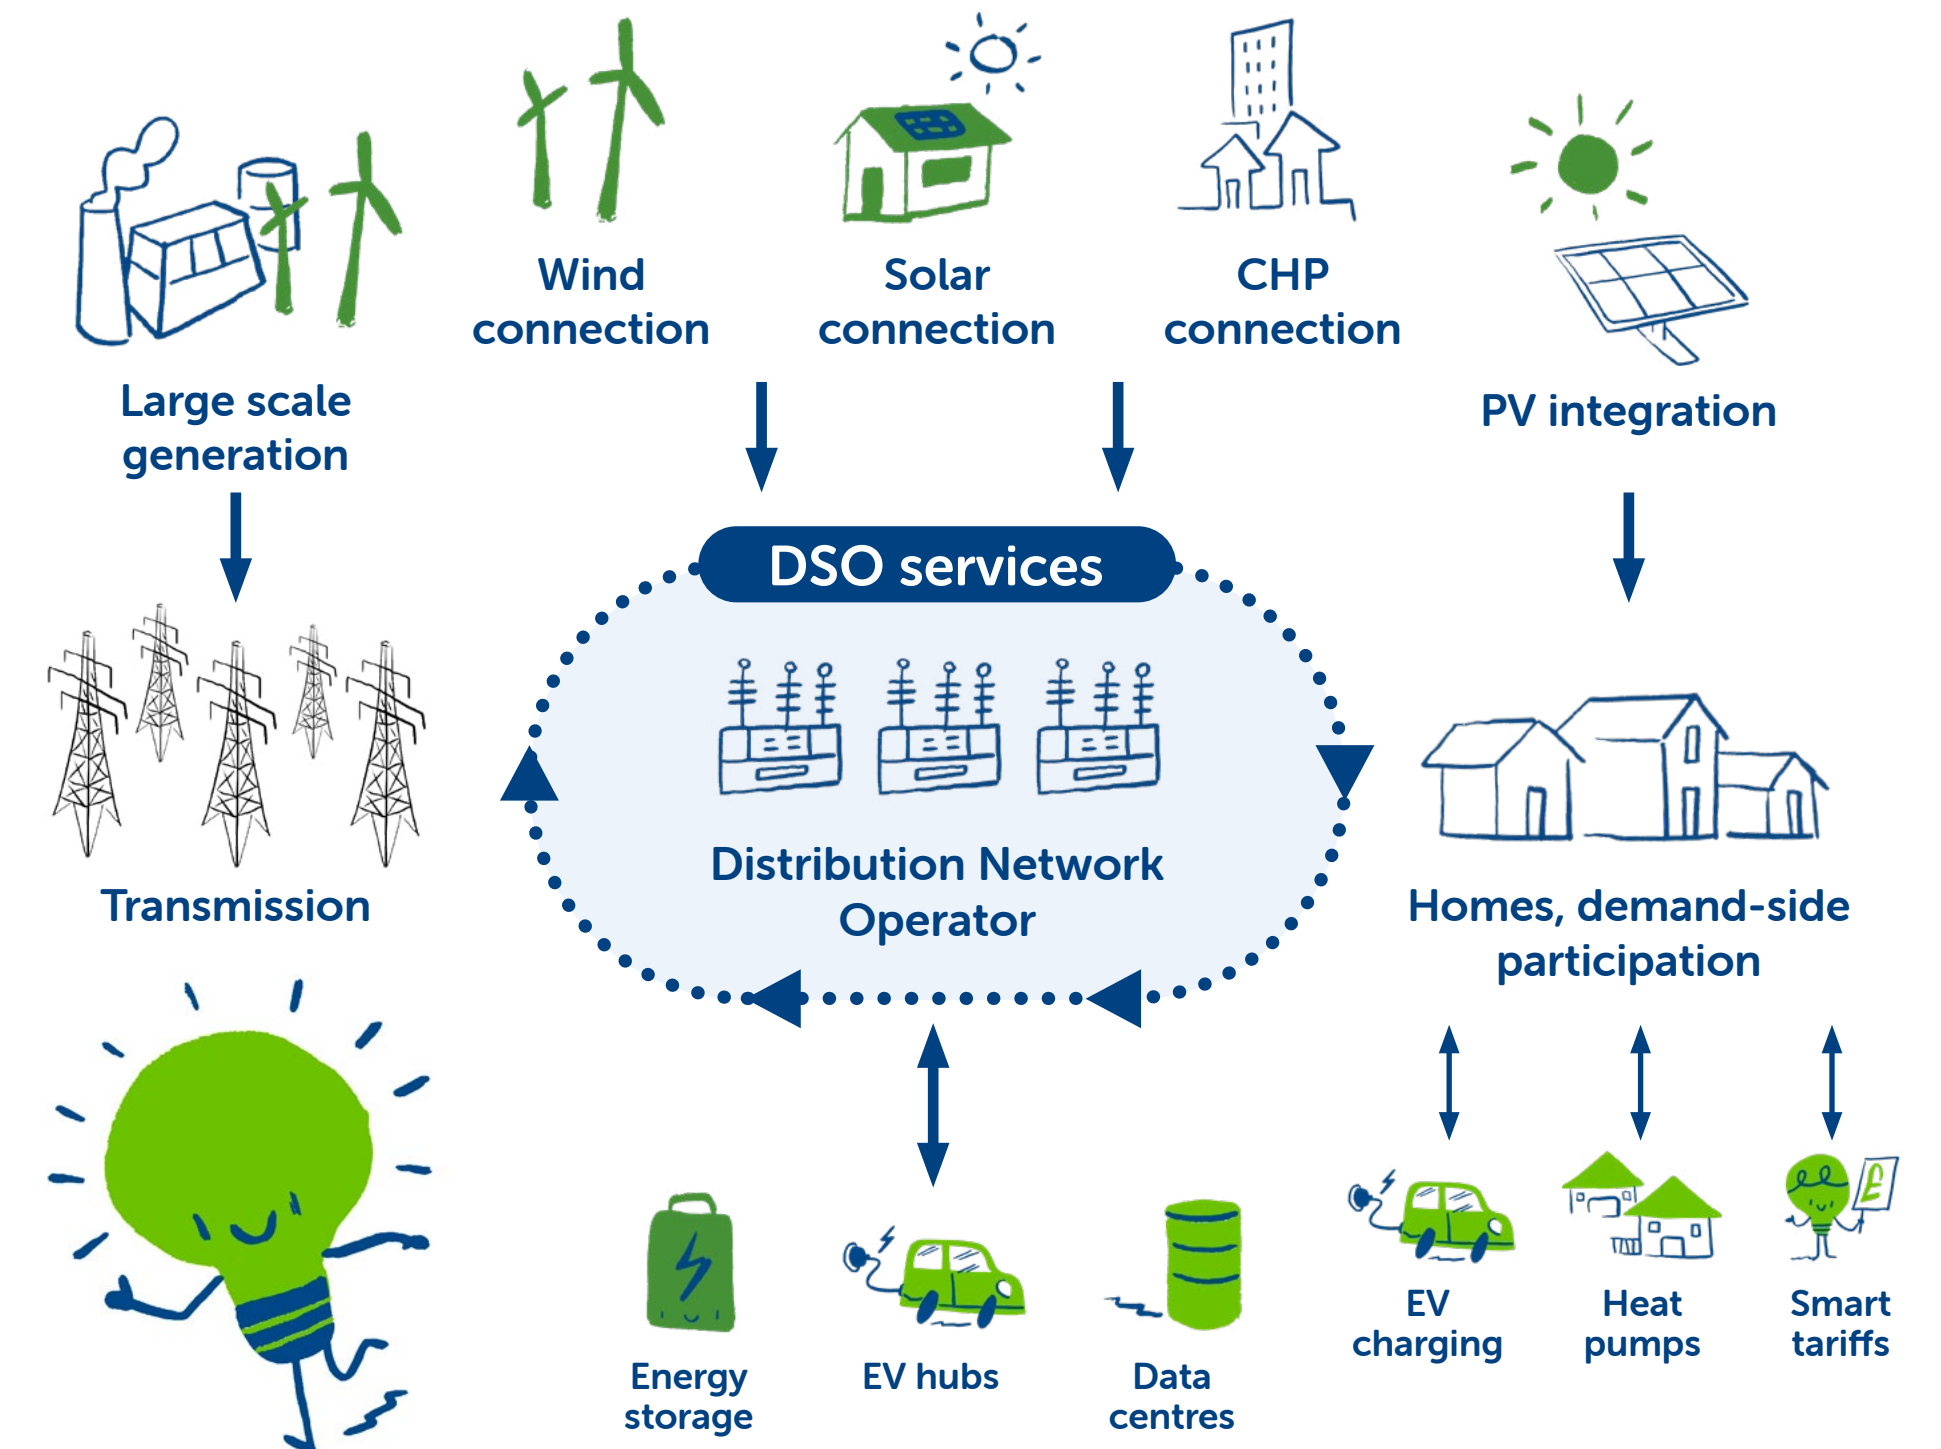 Wind
connection
Solar
connection
CHP
connection
Large scale
generation
PV integration
DSO services
Distribution Network
Operator
Transmission
Homes, demand-side
participation
Energy
storage
EV hubs
Data
centres
EV
charging
Heat
pumps
£
Smart
tariffs